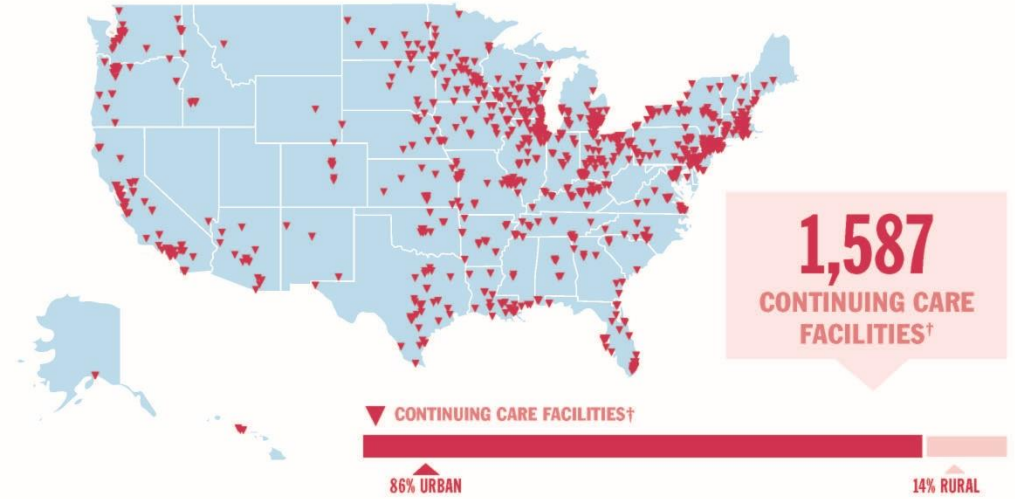 1,587
CONTINUING CARE
FACILITIES†
CONTINUING CARE FACILITIES†
86% URBAN
14% RURAL